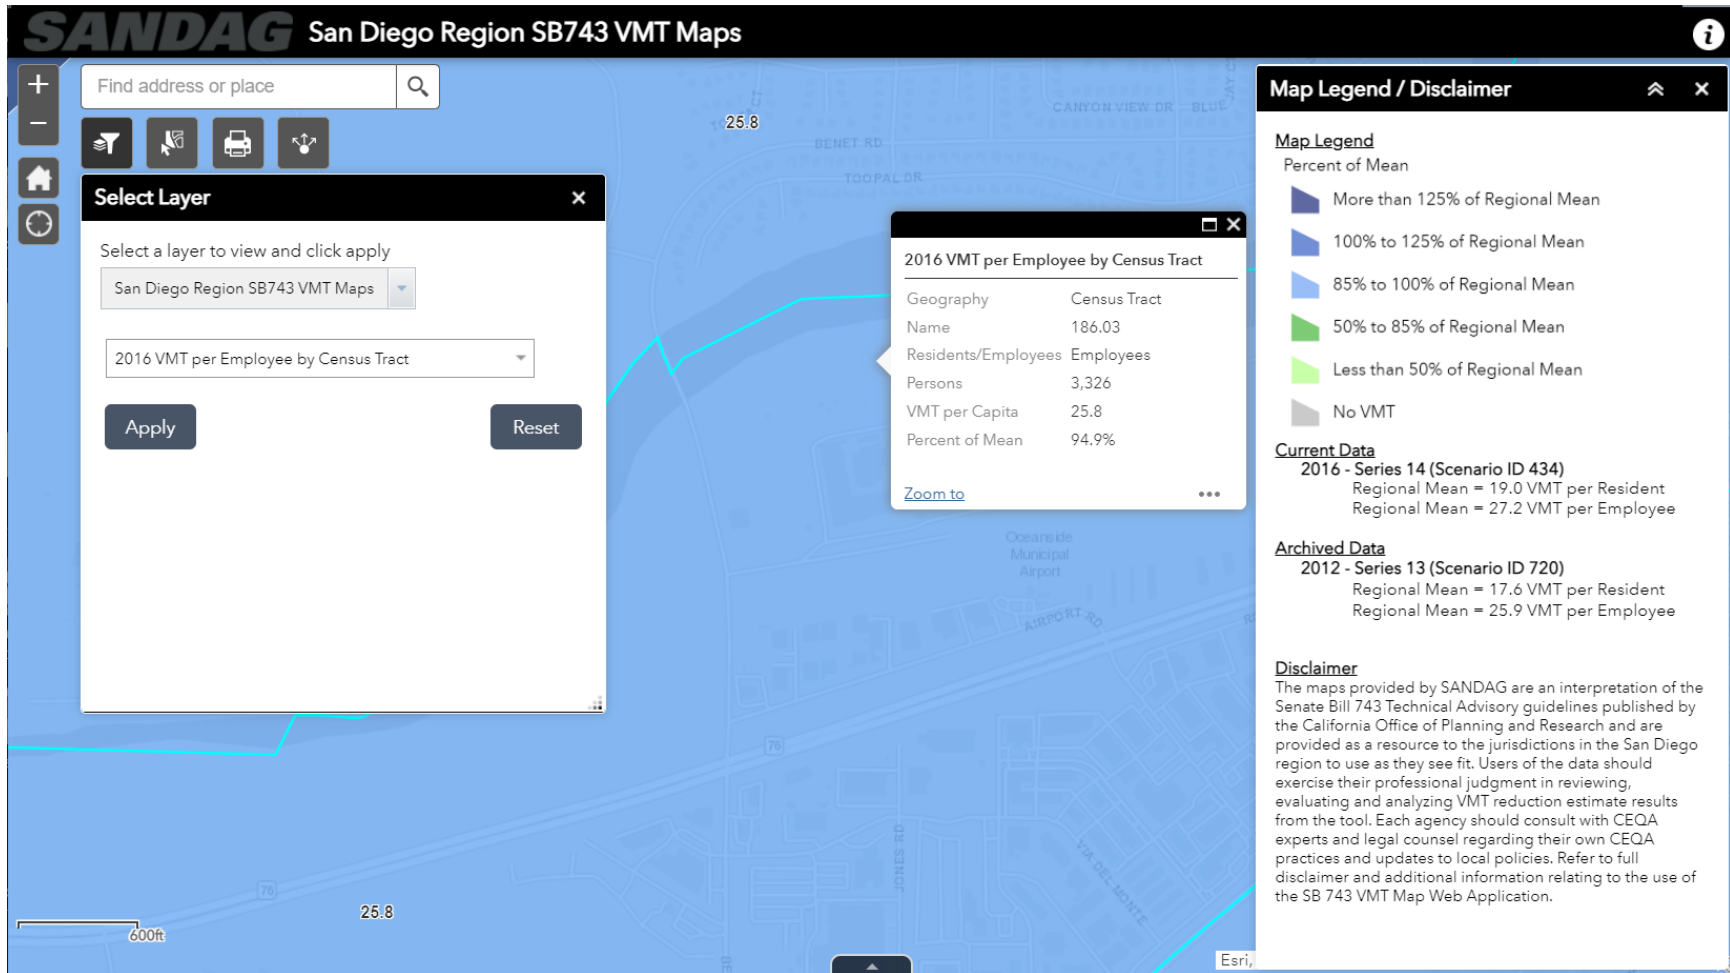 SANDAG San Diego Region SB743 VMT Maps
Find address or place
Select Layer
Select a layer to view and click apply
San Diego Region SB743 VMT Maps
2016 VMT per Employee by Census Tract
Apply
Reset
25.8
CANYON VIEW DR
BENET RD
TOOPAL DR
2016 VMT per Employee by Census Tract
Geography Census Tract
Name 186.03
Residents/Employees Employees
Persons 3,326
VMT per Capita 25.8
Percent of Mean 94.9%
Zoom to
Oceanside
Municipal
Airport
AIRPORT RD
76
JONES RD
VIA DEL MONTE
76
25.8
600ft
Esri,
Map Legend / Disclaimer
Map Legend
Percent of Mean
More than 125% of Regional Mean
100% to 125% of Regional Mean
85% to 100% of Regional Mean
50% to 85% of Regional Mean
Less than 50% of Regional Mean
No VMT
Current Data
2016 - Series 14 (Scenario ID 434)
Regional Mean = 19.0 VMT per Resident
Regional Mean = 27.2 VMT per Employee
Archived Data
2012 - Series 13 (Scenario ID 720)
Regional Mean = 17.6 VMT per Resident
Regional Mean = 25.9 VMT per Employee
Disclaimer
The maps provided by SANDAG are an interpretation of the
Senate Bill 743 Technical Advisory guidelines published by
the California Office of Planning and Research and are
provided as a resource to the jurisdictions in the San Diego
region to use as they see fit. Users of the data should
exercise their professional judgment in reviewing,
evaluating and analyzing VMT reduction estimate results
from the tool. Each agency should consult with CEQA
experts and legal counsel regarding their own CEQA
practices and updates to local policies. Refer to full
disclaimer and additional information relating to the use of
the SB 743 VMT Map Web Application.